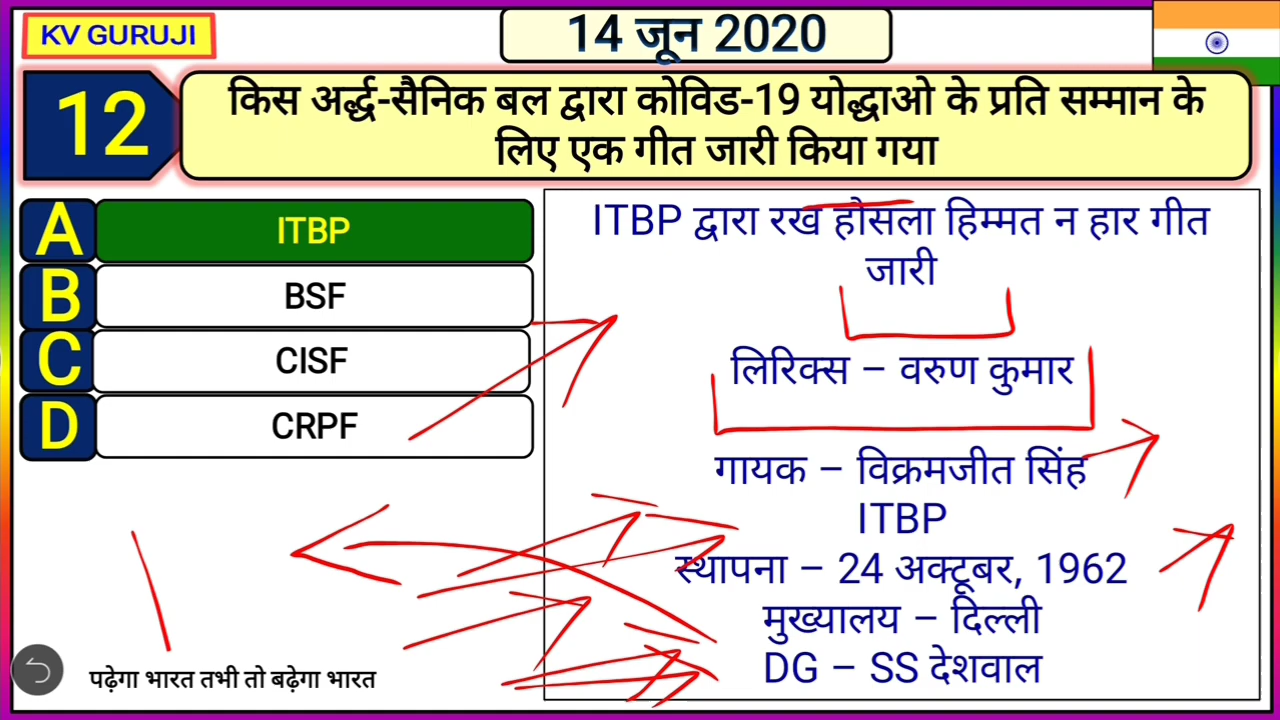 KV GURUJI
14 जून 2020
12
किस अर्द्ध-सैनिक बल द्वारा कोविड-19 योद्धाओ के प्रति सम्मान के
लिए एक गीत जारी किया गया
A ITBP
B BSF
C CISF
D CRPF
ITBP द्वारा रख होसला हिम्मत न हार गीत
जारी
लिरिक्स – वरुण कुमार
गायक – विक्रमजीत सिंह
ITBP
स्थापना – 24 अक्टूबर, 1962
मुख्यालय – दिल्ली
DG – SS देशवाल
पढ़ेगा भारत तभी तो बढ़ेगा भारत